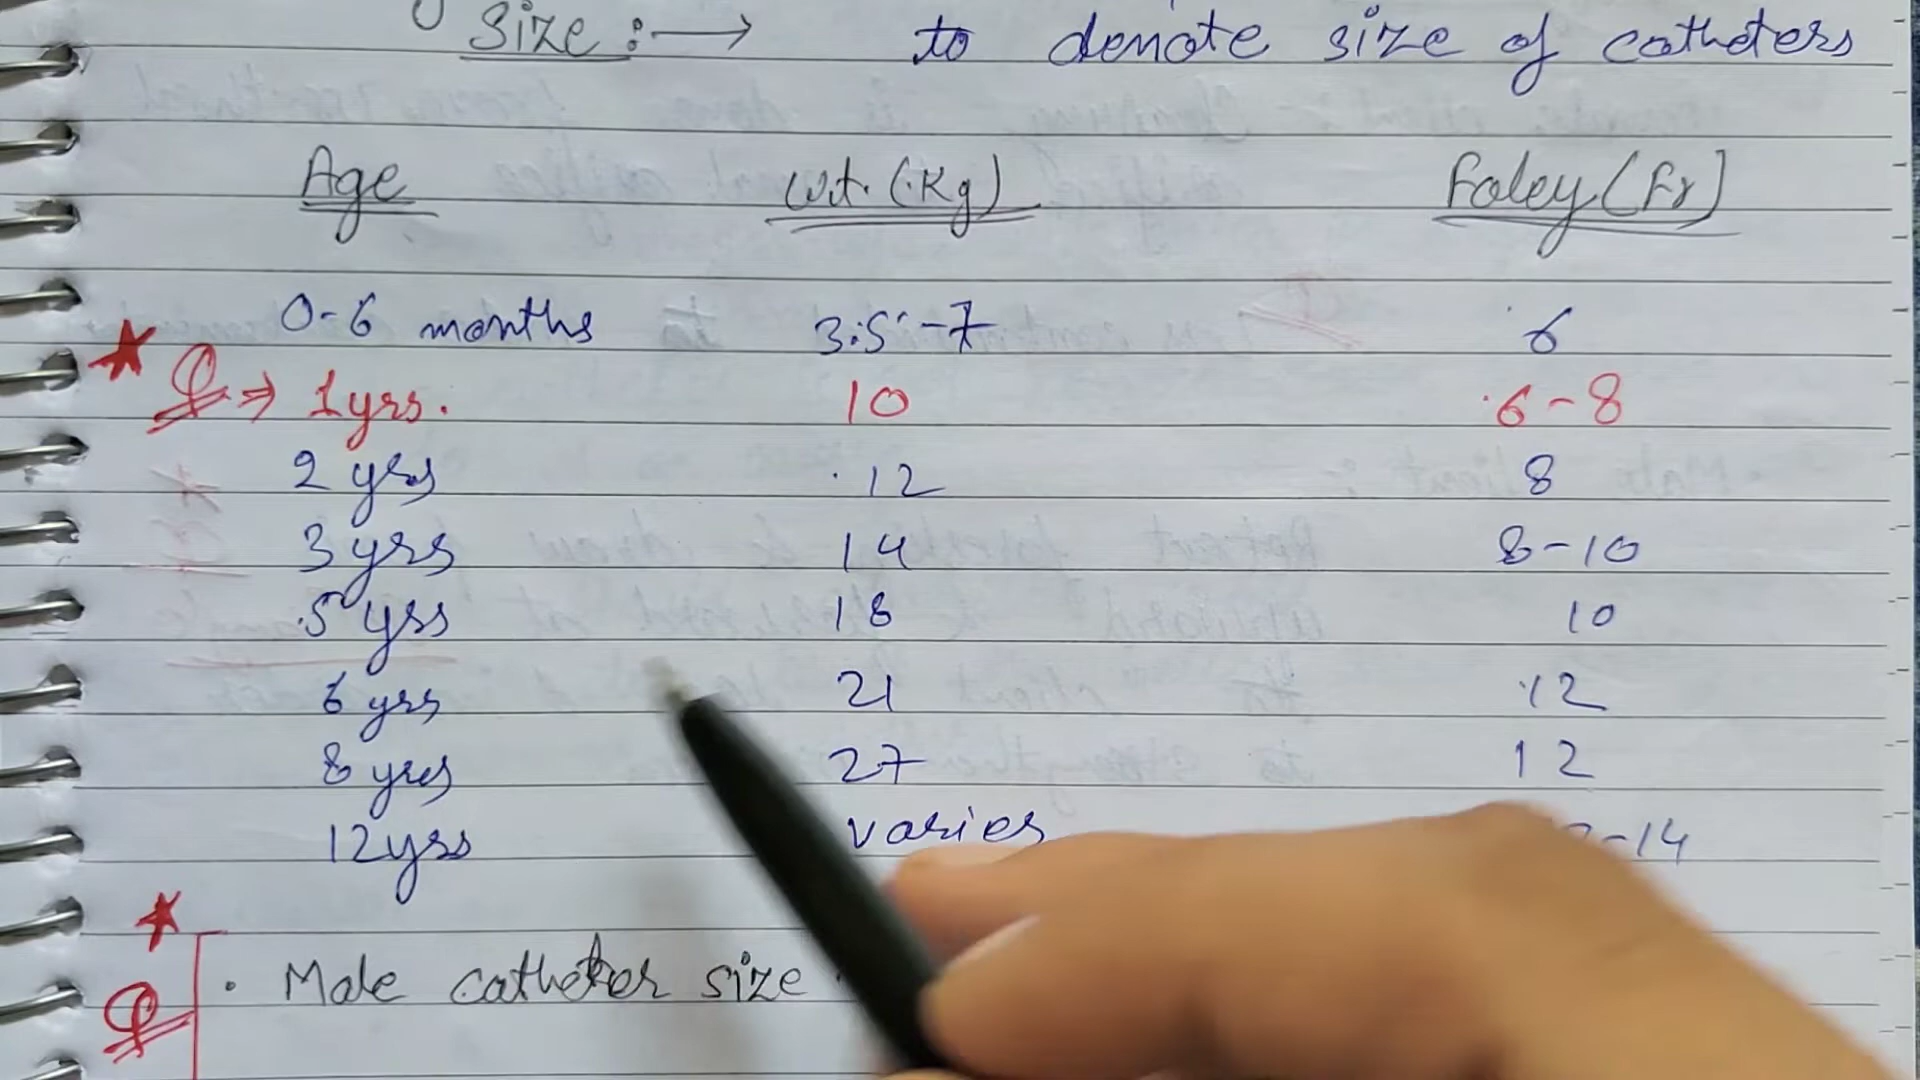 Size :→ to denote size of catheters
Age wt. (Kg) Foley (Fr)
0-6 months 3.5-7 6
Q ⇒ 1 yrs. 10 6-8
2 yrs 12 8
3 yrs 14 8-10
5 yrs 18 10
6 yrs 21 12
8 yrs 27 12
12 yrs varies -14
Q · Male catheter size